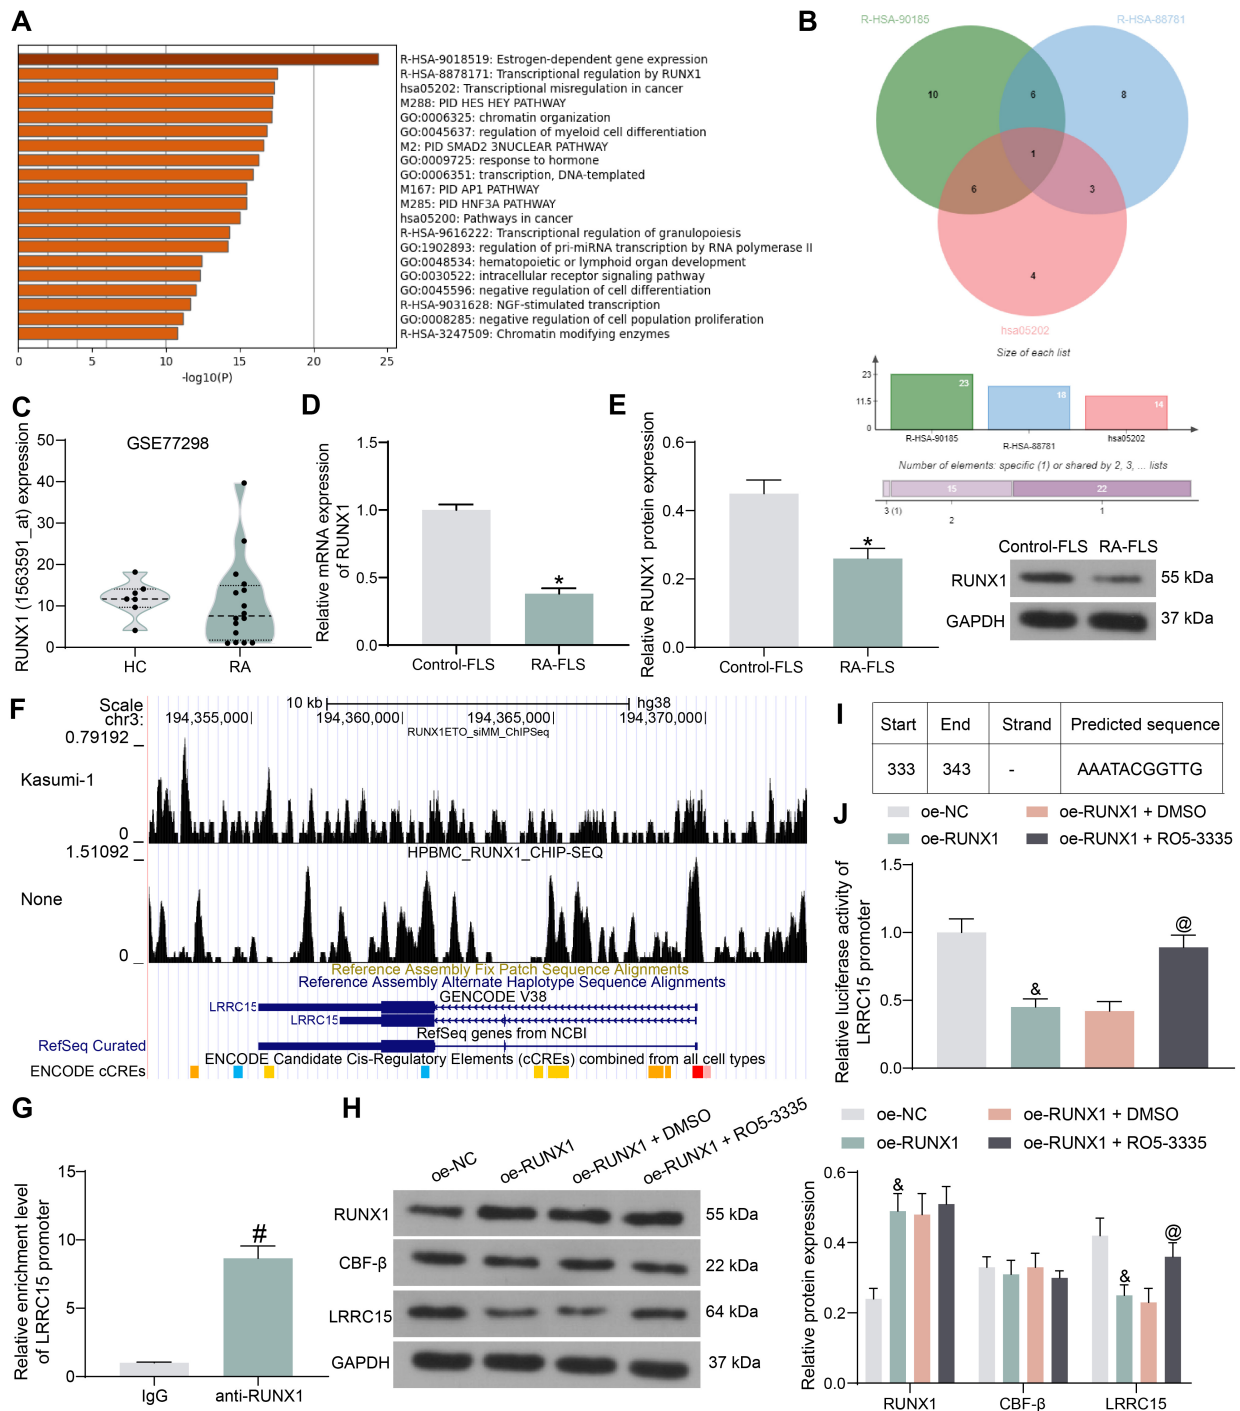 A
R-HSA-9018519: Estrogen-dependent gene expression
R-HSA-8878171: Transcriptional regulation by RUNX1
hsa05202: Transcriptional misregulation in cancer
M288: PID HES HEY PATHWAY
GO:0006325: chromatin organization
GO:0045637: regulation of myeloid cell differentiation
M2: PID SMAD2 3NUCLEAR PATHWAY
GO:0009725: response to hormone
GO:0006351: transcription, DNA-templated
M167: PID AP1 PATHWAY
M285: PID HNF3A PATHWAY
hsa05200: Pathways in cancer
R-HSA-9616222: Transcriptional regulation of granulopoiesis
GO:1902893: regulation of pri-miRNA transcription by RNA polymerase II
GO:0048534: hematopoietic or lymphoid organ development
GO:0030522: intracellular receptor signaling pathway
GO:0045596: negative regulation of cell differentiation
R-HSA-9031628: NGF-stimulated transcription
GO:0008285: negative regulation of cell population proliferation
R-HSA-3247509: Chromatin modifying enzymes
0 5 10 15 20 25
-log10(P)
B
R-HSA-90185 R-HSA-88781
10 6 8
1
6 3
4
hsa05202
Size of each list
23
11.5
0
23 18 14
R-HSA-90185 R-HSA-88781 hsa05202
Number of elements: specific (1) or shared by 2, 3, ... lists
15 22
3 (1) 2 1
C
GSE77298
RUNX1 (1563591_at) expression
50
40
30
20
10
0
HC RA
D
Relative mRNA expression
of RUNX1
1.5
1.0
0.5
0.0
*
Control-FLS RA-FLS
E
Relative RUNX1 protein expression
0.6
0.4
0.2
0.0
*
Control-FLS RA-FLS
Control-FLS RA-FLS
RUNX1 55 kDa
GAPDH 37 kDa
F
Scale 10 kb hg38
chr3: 194,355,000 194,360,000 194,365,000 194,370,000
RUNX1ETO_siMM_ChIPSeq
0.79192
Kasumi-1
0
HPBMC_RUNX1_CHIP-SEQ
1.51092
None
0
Reference Assembly Fix Patch Sequence Alignments
Reference Assembly Alternate Haplotype Sequence Alignments
GENCODE V38
LRRC15
LRRC15
RefSeq genes from NCBI
RefSeq Curated
ENCODE Candidate Cis-Regulatory Elements (cCREs) combined from all cell types
ENCODE cCREs
G
Relative enrichment level
of LRRC15 promoter
15
10
5
0
#
IgG anti-RUNX1
H
oe-NC oe-RUNX1 oe-RUNX1 + DMSO oe-RUNX1 + RO5-3335
RUNX1 55 kDa
CBF-β 22 kDa
LRRC15 64 kDa
GAPDH 37 kDa
oe-NC oe-RUNX1 + DMSO
oe-RUNX1 oe-RUNX1 + RO5-3335
Relative protein expression
0.6
0.4
0.2
0.0
& & @
RUNX1 CBF-β LRRC15
I
Start End Strand Predicted sequence
333 343 - AAATACGGTTG
J
oe-NC oe-RUNX1 + DMSO
oe-RUNX1 oe-RUNX1 + RO5-3335
Relative luciferase activity of
LRRC15 promoter
1.5
1.0
0.5
0.0
& @